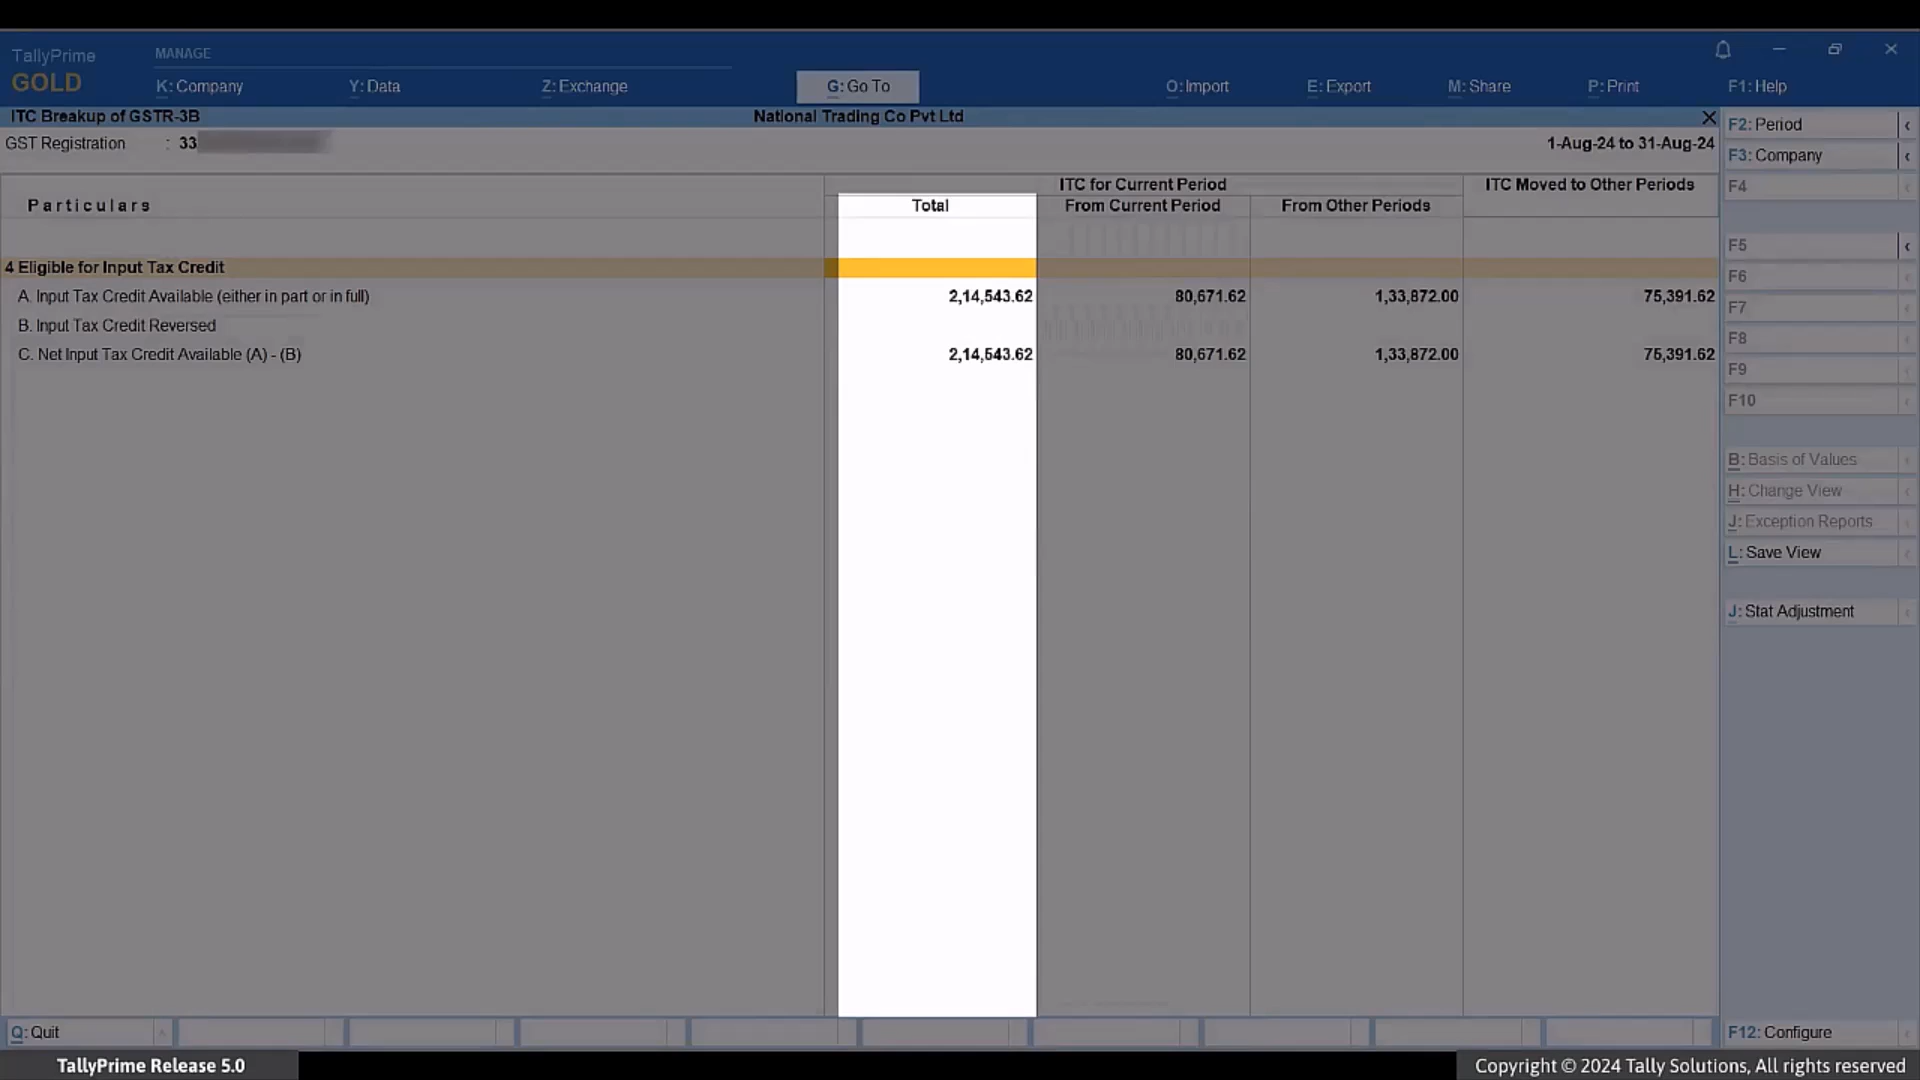 TallyPrime
GOLD
MANAGE
K: Company
Y: Data
Z: Exchange
G: Go To
O: Import
E: Export
M: Share
P: Print
F1: Help
ITC Breakup of GSTR-3B
National Trading Co Pvt Ltd
GST Registration : 33
1-Aug-24 to 31-Aug-24
Particulars
ITC for Current Period
ITC Moved to Other Periods
Total
From Current Period
From Other Periods
4 Eligible for Input Tax Credit
A. Input Tax Credit Available (either in part or in full) 2,14,543.62 80,671.62 1,33,872.00 75,391.62
B. Input Tax Credit Reversed
C. Net Input Tax Credit Available (A) - (B) 2,14,543.62 80,671.62 1,33,872.00 75,391.62
F2: Period
F3: Company
F4
F5
F6
F7
F8
F9
F10
B: Basis of Values
H: Change View
J: Exception Reports
L: Save View
J: Stat Adjustment
Q: Quit
F12: Configure
TallyPrime Release 5.0
Copyright © 2024 Tally Solutions, All rights reserved